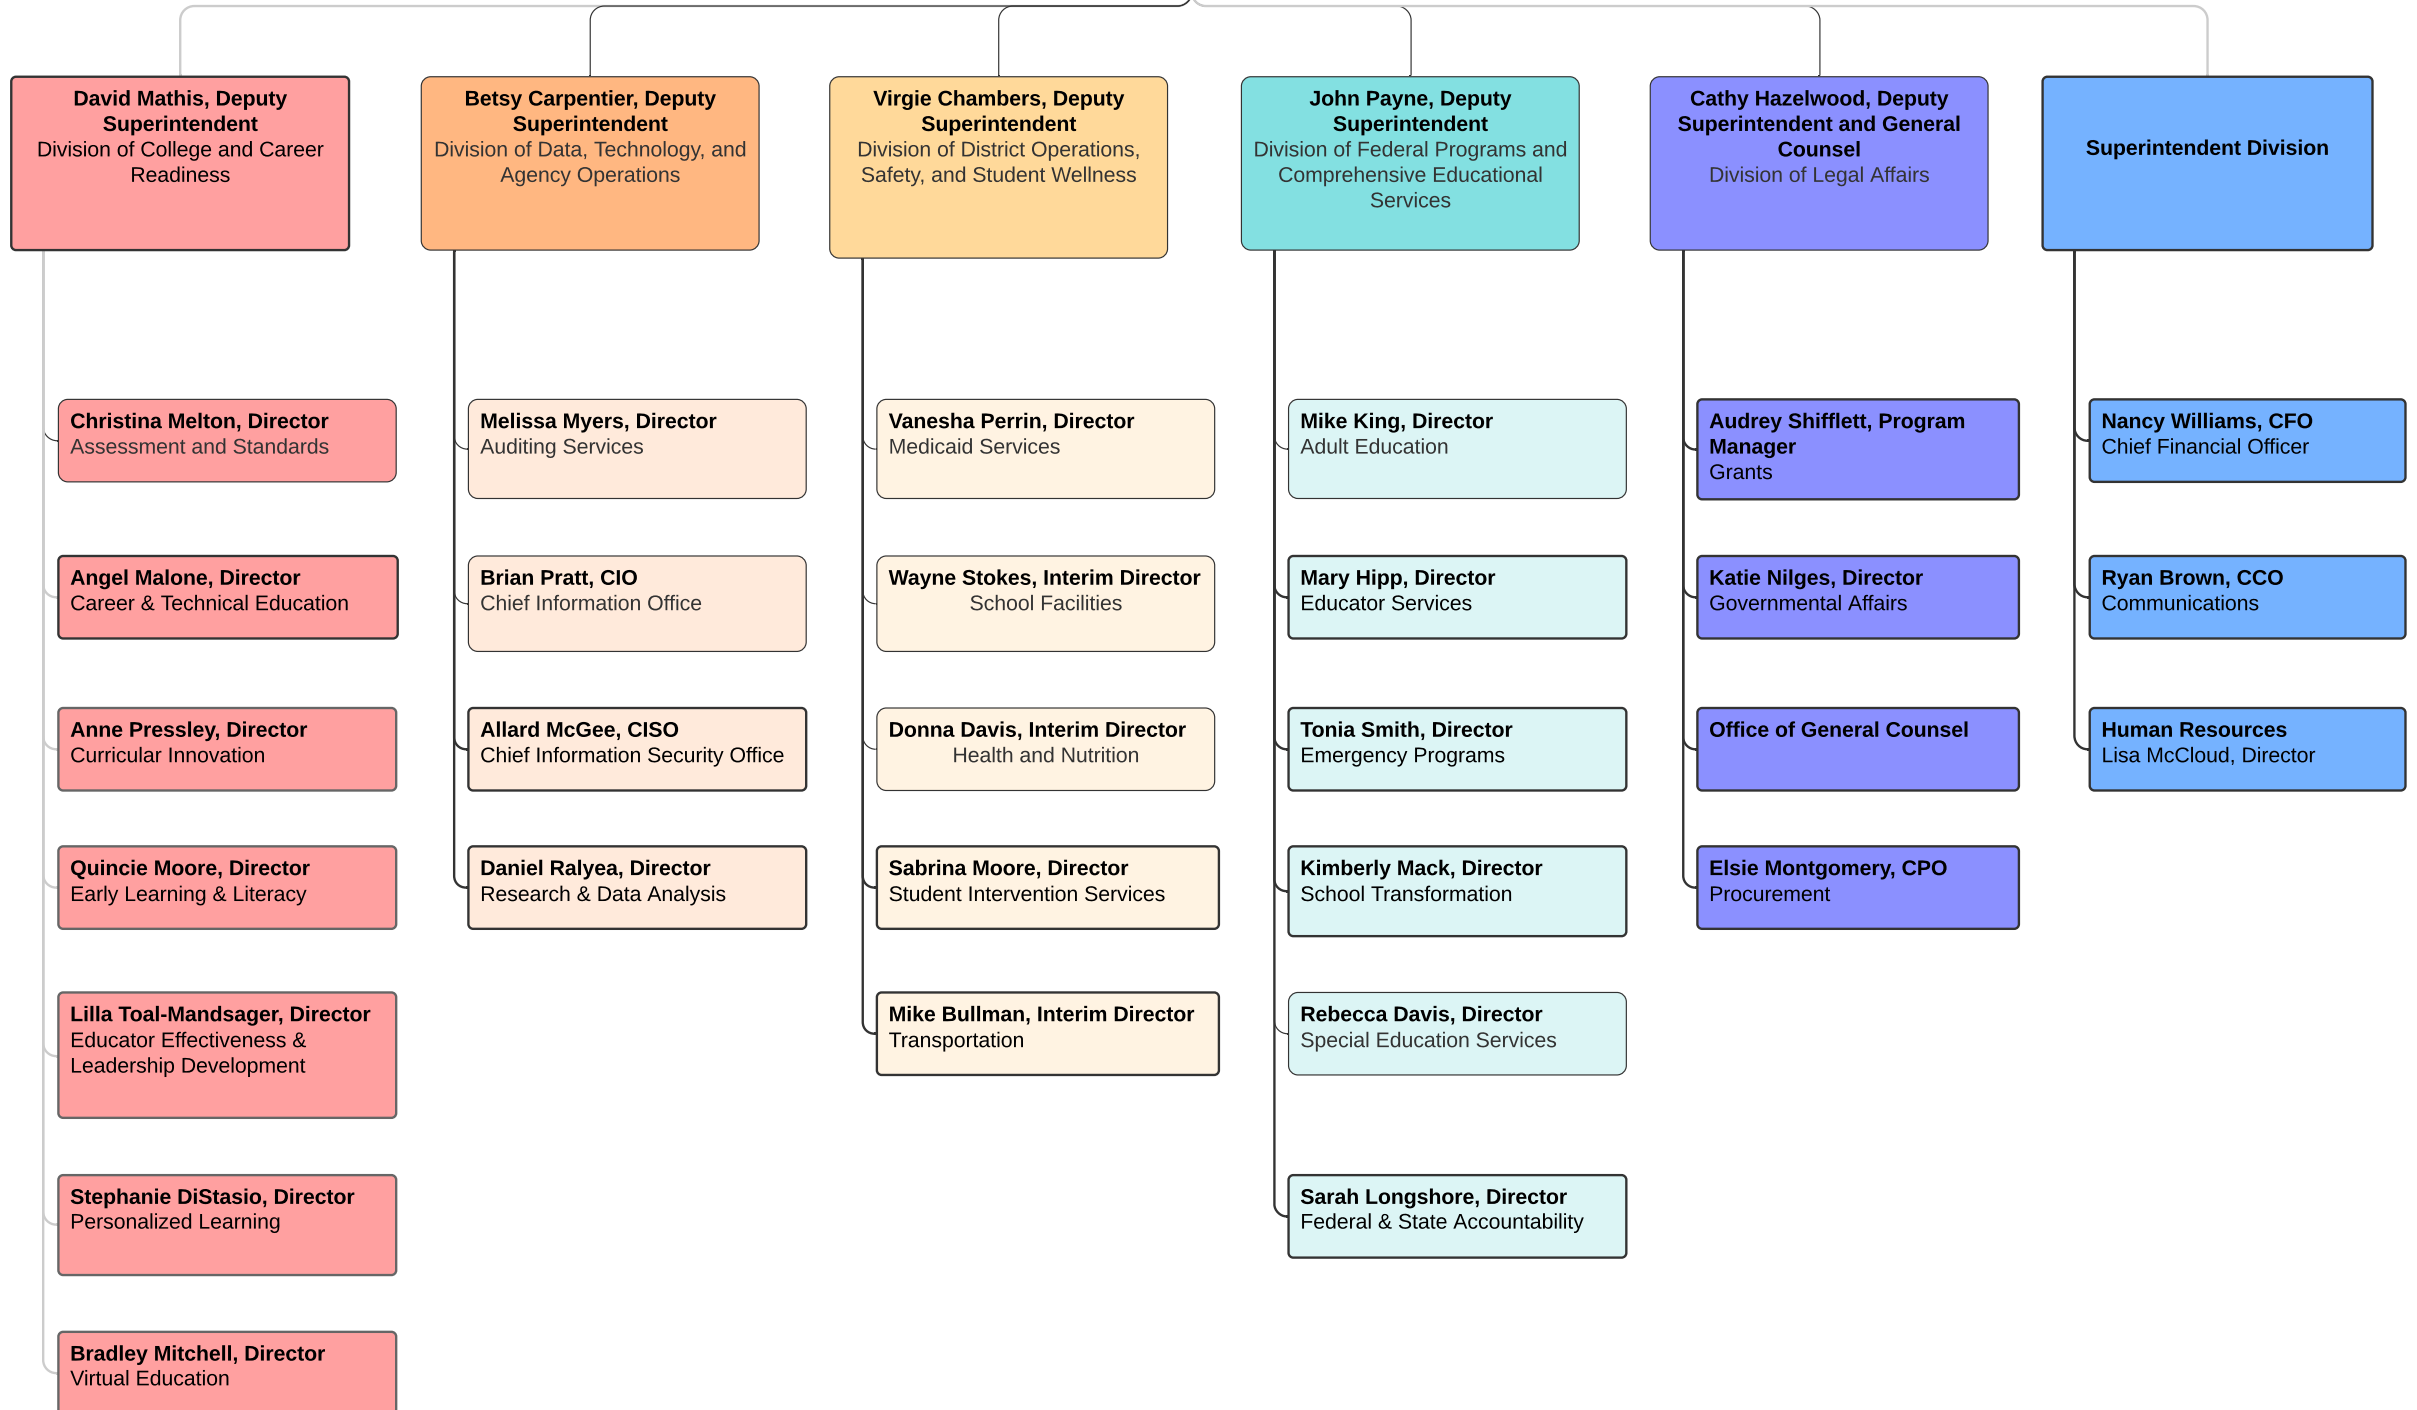 David Mathis, Deputy
Superintendent
Division of College and Career
Readiness
Betsy Carpentier, Deputy
Superintendent
Division of Data, Technology, and
Agency Operations
Virgie Chambers, Deputy
Superintendent
Division of District Operations,
Safety, and Student Wellness
John Payne, Deputy
Superintendent
Division of Federal Programs and
Comprehensive Educational
Services
Cathy Hazelwood, Deputy
Superintendent and General
Counsel
Division of Legal Affairs
Superintendent Division
Christina Melton, Director
Assessment and Standards
Angel Malone, Director
Career & Technical Education
Anne Pressley, Director
Curricular Innovation
Quincie Moore, Director
Early Learning & Literacy
Lilla Toal-Mandsager, Director
Educator Effectiveness &
Leadership Development
Stephanie DiStasio, Director
Personalized Learning
Bradley Mitchell, Director
Virtual Education
Melissa Myers, Director
Auditing Services
Brian Pratt, CIO
Chief Information Office
Allard McGee, CISO
Chief Information Security Office
Daniel Ralyea, Director
Research & Data Analysis
Vanesha Perrin, Director
Medicaid Services
Wayne Stokes, Interim Director
School Facilities
Donna Davis, Interim Director
Health and Nutrition
Sabrina Moore, Director
Student Intervention Services
Mike Bullman, Interim Director
Transportation
Mike King, Director
Adult Education
Mary Hipp, Director
Educator Services
Tonia Smith, Director
Emergency Programs
Kimberly Mack, Director
School Transformation
Rebecca Davis, Director
Special Education Services
Sarah Longshore, Director
Federal & State Accountability
Audrey Shifflett, Program
Manager
Grants
Katie Nilges, Director
Governmental Affairs
Office of General Counsel
Elsie Montgomery, CPO
Procurement
Nancy Williams, CFO
Chief Financial Officer
Ryan Brown, CCO
Communications
Human Resources
Lisa McCloud, Director